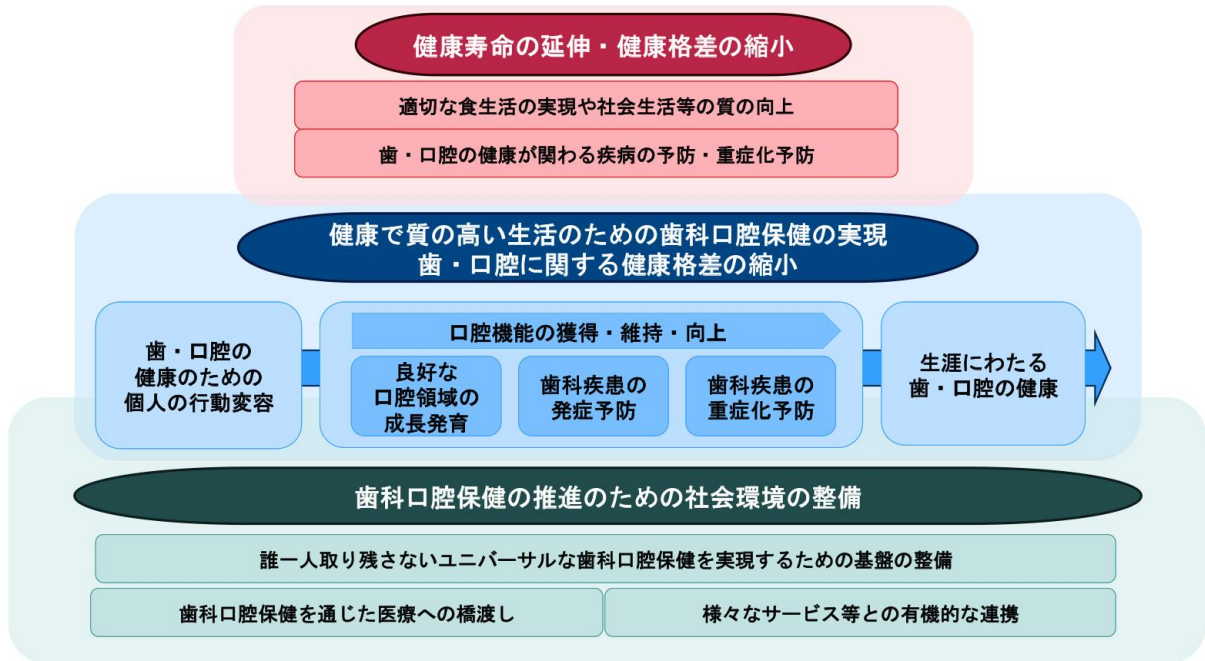 健康寿命の延伸・健康格差の縮小
適切な食生活の実現や社会生活等の質の向上
歯・口腔の健康が関わる疾病の予防・重症化予防
健康で質の高い生活のための歯科口腔保健の実現
歯・口腔に関する健康格差の縮小
歯・口腔の
健康のための
個人の行動変容
口腔機能の獲得・維持・向上
良好な
口腔領域の
成長発育
歯科疾患の
発症予防
歯科疾患の
重症化予防
生涯にわたる
歯・口腔の健康
歯科口腔保健の推進のための社会環境の整備
誰一人取り残さないユニバーサルな歯科口腔保健を実現するための基盤の整備
歯科口腔保健を通じた医療への橋渡し
様々なサービス等との有機的な連携